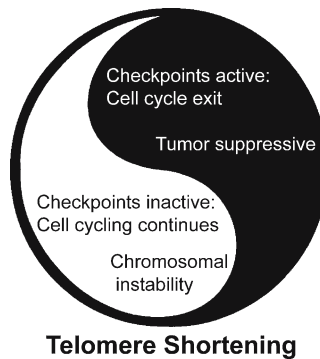 Checkpoints active:
Cell cycle exit
Tumor suppressive
Checkpoints inactive:
Cell cycling continues
Chromosomal
instability
Telomere Shortening